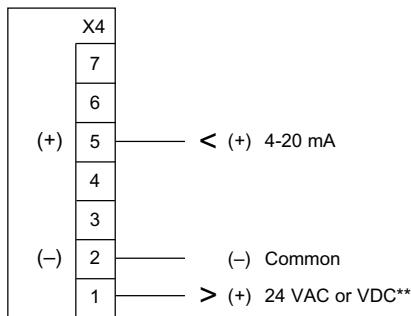 X4
7
6
(+) 5 < (+) 4-20 mA
4
3
(–) 2 (–) Common
1 > (+) 24 VAC or VDC**